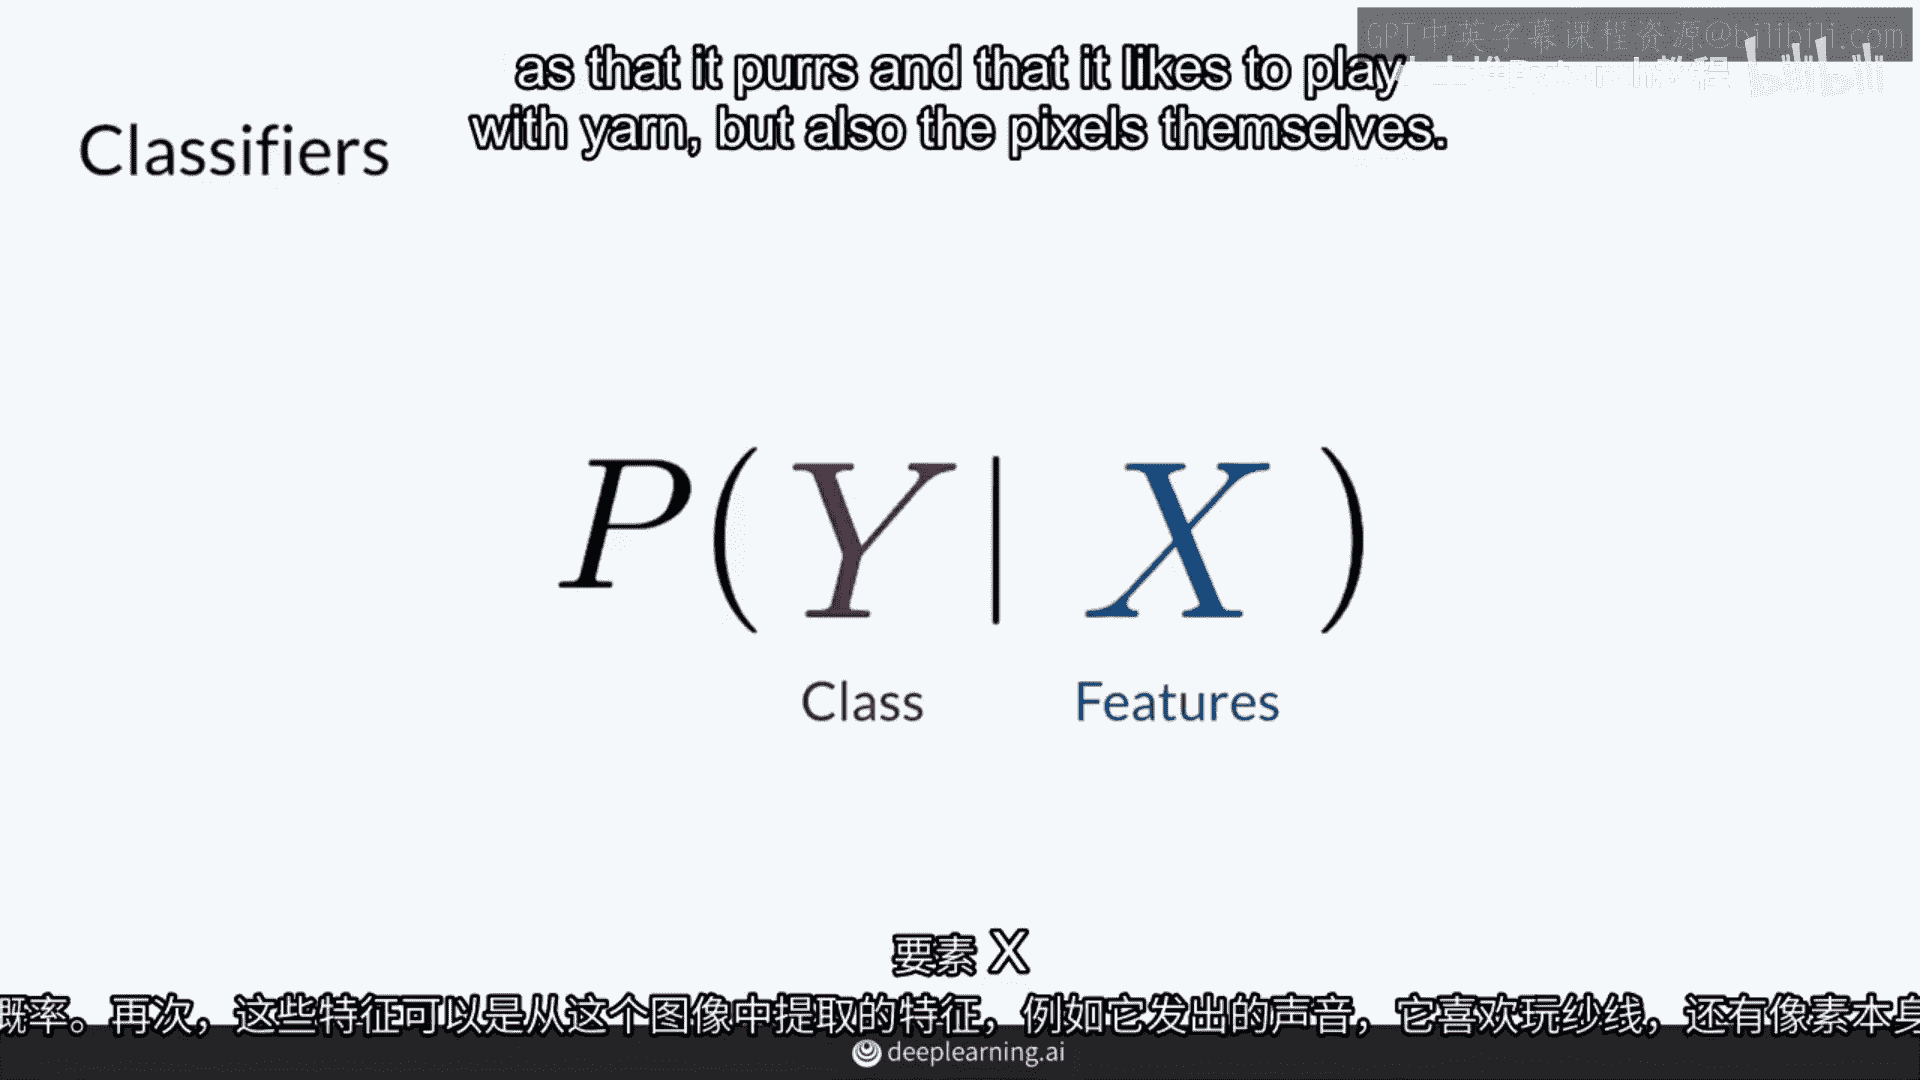 GPT中英字幕课程资源@bilibili.com
as that it purrs and that it likes to play
with yarn, but also the pixels themselves.
Classifiers
P(Y|X)
Class Features
要素 X
概率。再次，这些特征可以是从这个图像中提取的特征，例如它发出的声音，它喜欢玩纱线，还有像素本身
deeplearning.ai